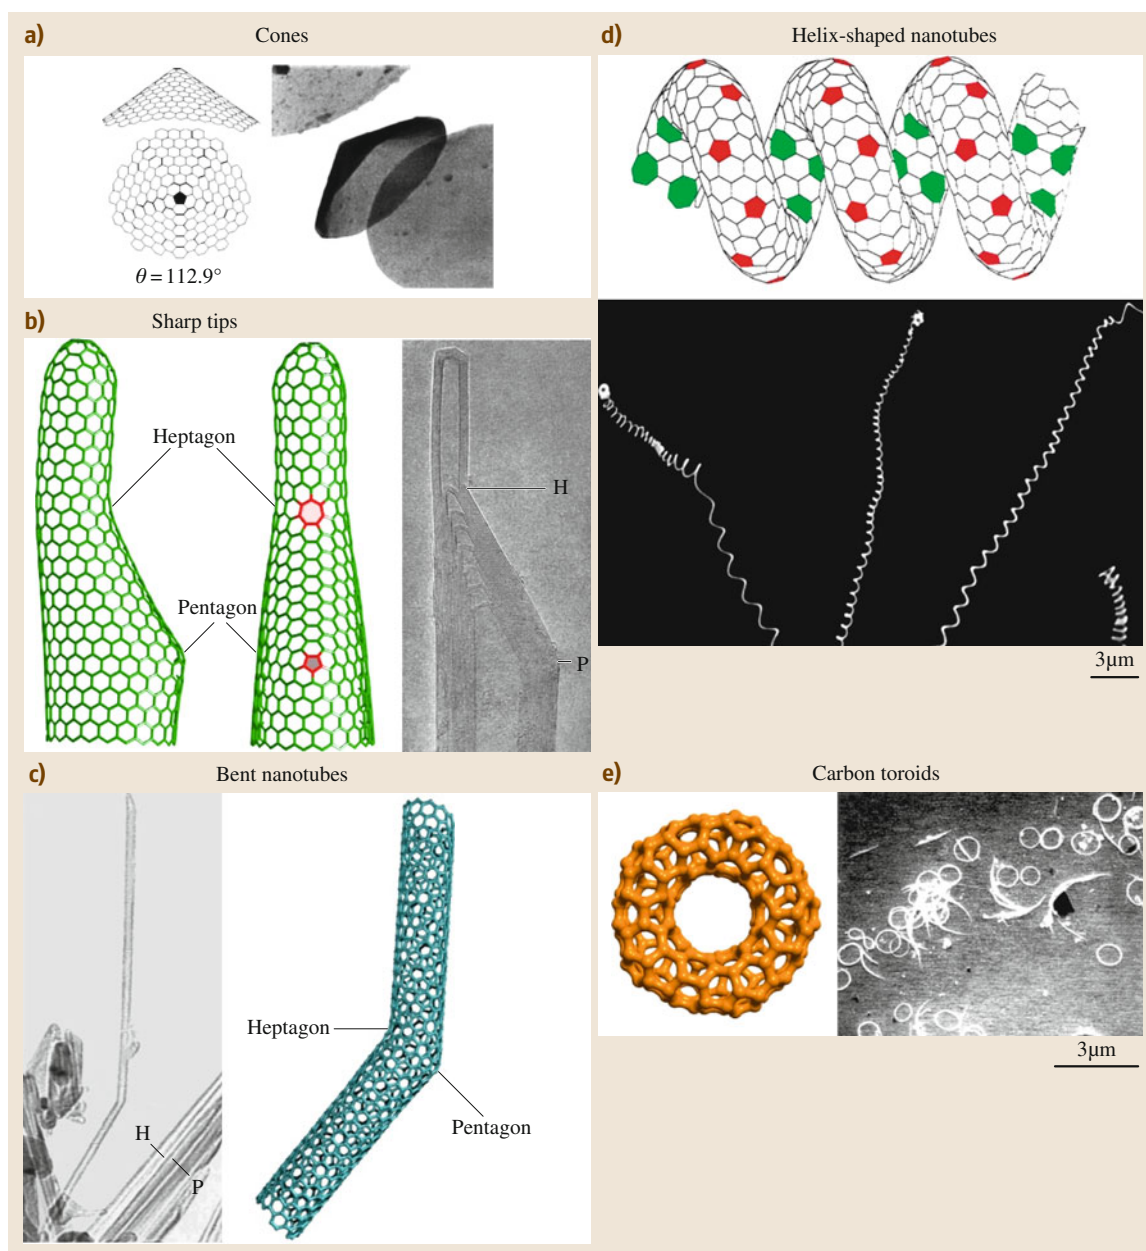 a)
Cones
θ = 112.9°
b)
Sharp tips
Heptagon
H
Pentagon
P
c)
Bent nanotubes
Heptagon
H
Pentagon
P
d)
Helix-shaped nanotubes
3µm
e)
Carbon toroids
3µm